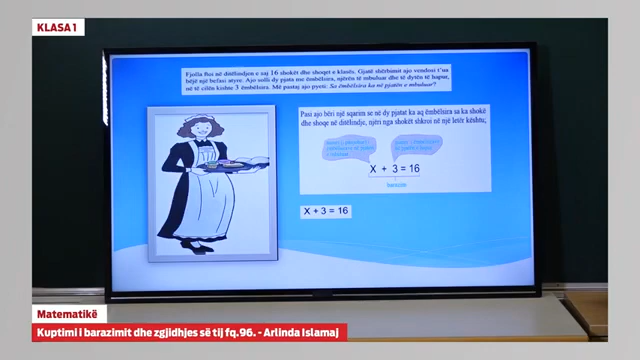 KLASA 1
Fjolla ftoi në ditëlindjen e saj 16 shokët dhe shoqet e klasës. Gjatë shërbimit ajo vendosi t'ua
bëjë një befasi atyre. Ajo solli dy pjata me ëmbëlsira, njërën të mbuluar dhe të dytën të hapur,
në të cilën kishte 3 ëmbëlsira. Më pastaj ajo pyeti: Sa ëmbëlsira ka në pjatën e mbuluar?
Pasi ajo bëri një sqarim se në dy pjatat ka aq ëmbëlsira sa ka shokë
dhe shoqe në ditëlindje, njëri nga shokët shkroi në një letër kështu:
X + 3 = 16
barazim
X + 3 = 16
Matematikë
Kuptimi i barazimit dhe zgjidhjes së tij fq.96. - Arlinda Islamaj